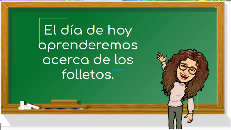 El día de hoy
aprenderemos
acerca de los
folletos.